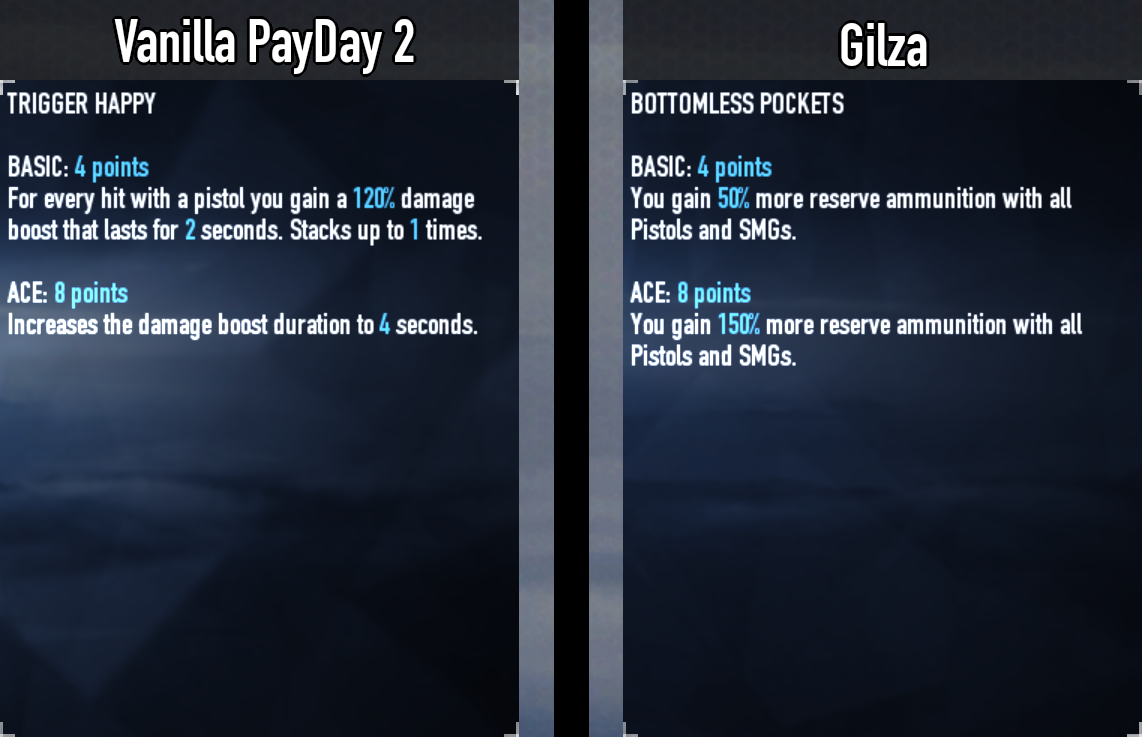 Vanilla PayDay 2
TRIGGER HAPPY
BASIC: 4 points
For every hit with a pistol you gain a 120% damage
boost that lasts for 2 seconds. Stacks up to 1 times.
ACE: 8 points
Increases the damage boost duration to 4 seconds.
Gilza
BOTTOMLESS POCKETS
BASIC: 4 points
You gain 50% more reserve ammunition with all
Pistols and SMGs.
ACE: 8 points
You gain 150% more reserve ammunition with all
Pistols and SMGs.